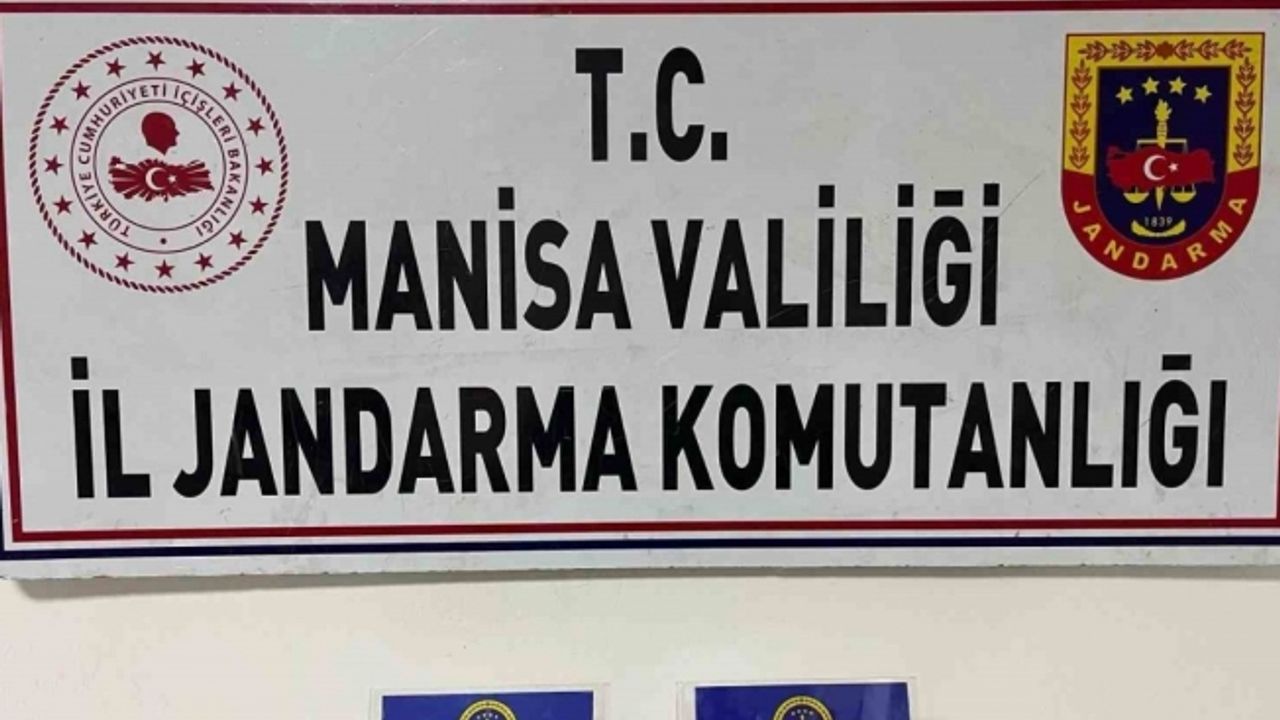 T.C.
MANİSA VALİLİĞİ
İL JANDARMA KOMUTANLIĞI
TÜRKİYE CUMHURİYETİ İÇİŞLERİ BAKANLIĞI
1839
JANDARMA